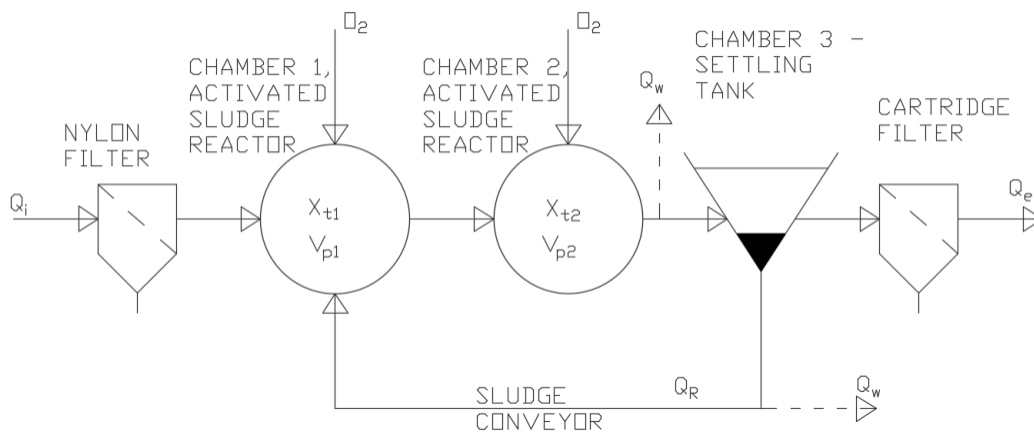 O₂
O₂
CHAMBER 1,
ACTIVATED
SLUDGE
REACTOR
CHAMBER 2,
ACTIVATED
SLUDGE
REACTOR
CHAMBER 3 -
SETTLING
TANK
Qw
NYLON
FILTER
CARTRIDGE
FILTER
Qi
Xt1
Vp1
Xt2
Vp2
Qe
SLUDGE
CONVEYOR
QR
Qw